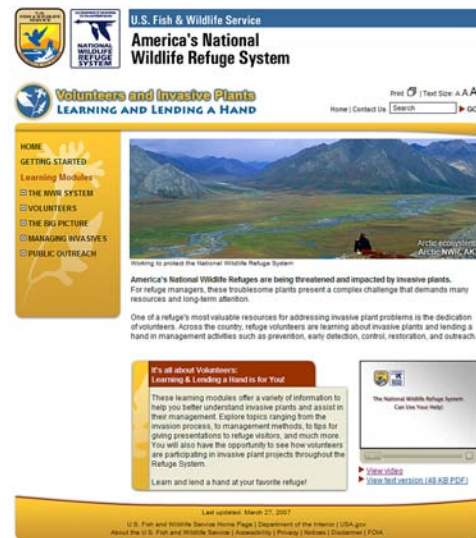 U.S. Fish & Wildlife Service
America's National
Wildlife Refuge System
NATIONAL
WILDLIFE
REFUGE
SYSTEM
Volunteers and Invasive Plants
LEARNING AND LENDING A HAND
Print | Text Size: A A A
Home | Contact Us Search GO
HOME
GETTING STARTED
Learning Modules
THE NWR SYSTEM
VOLUNTEERS
THE BIG PICTURE
MANAGING INVASIVES
PUBLIC OUTREACH
Arctic ecosystem
Arctic NWR, AK
Working to protect the National Wildlife Refuge System
America's National Wildlife Refuges are being threatened and impacted by invasive plants.
For refuge managers, these troublesome plants present a complex challenge that demands many
resources and long-term attention.
One of a refuge's most valuable resources for addressing invasive plant problems is the dedication
of volunteers. Across the country, refuge volunteers are learning about invasive plants and lending a
hand in management activities such as prevention, early detection, control, restoration, and outreach.
It's all about Volunteers:
Learning & Lending a Hand is for You!
These learning modules offer a variety of information to
help you better understand invasive plants and assist in
their management. Explore topics ranging from the
invasion process, to management methods, to tips for
giving presentations to refuge visitors, and much more.
You will also have the opportunity to see how volunteers
are participating in invasive plant projects throughout the
Refuge System.
Learn and lend a hand at your favorite refuge!
The National Wildlife Refuge System
Can Use Your Help!
View video
View text version (48 KB PDF)
Last updated: March 27, 2007
U.S. Fish and Wildlife Service Home Page | Department of the Interior | USA.gov
About the U.S. Fish and Wildlife Service | Accessibility | Privacy | Notices | Disclaimer | FOIA